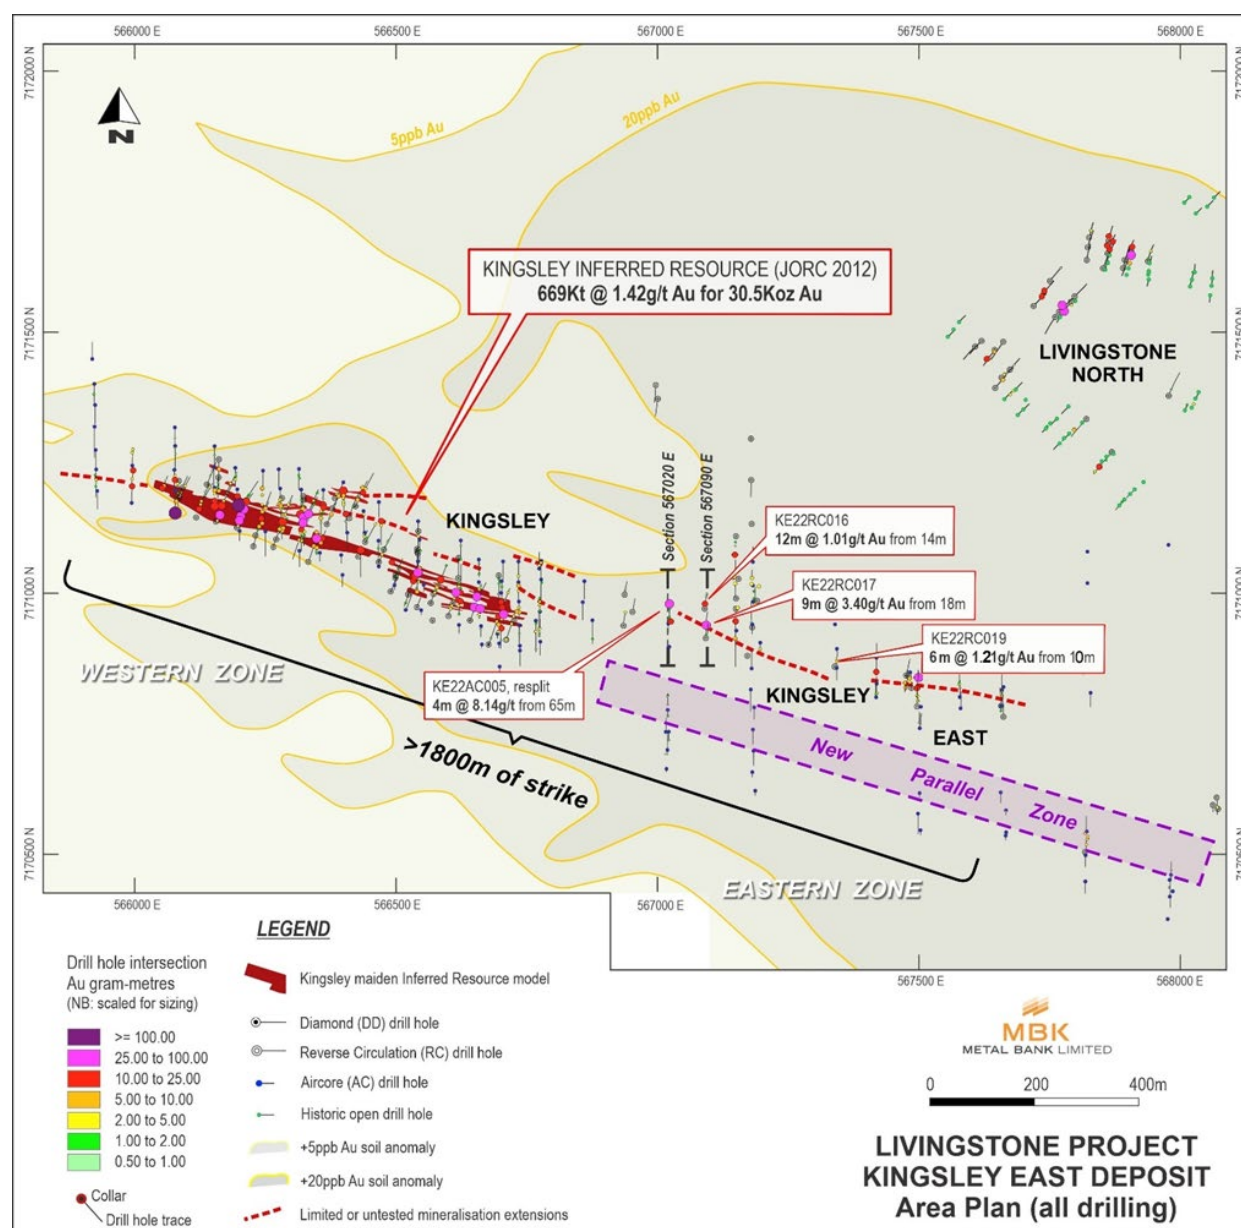 566000 E
566500 E
567000 E
567500 E
568000 E
7172000 N
7172000 N
N
5ppb Au
20ppb Au
KINGSLEY INFERRED RESOURCE (JORC 2012)
669Kt @ 1.42g/t Au for 30.5Koz Au
7171500 N
7171500 N
LIVINGSTONE
NORTH
KINGSLEY
Section 567020 E
Section 567090 E
KE22RC016
12m @ 1.01g/t Au from 14m
KE22RC017
9m @ 3.40g/t Au from 18m
7171000 N
7171000 N
KE22RC019
6m @ 1.21g/t Au from 10m
WESTERN ZONE
KE22AC005, resplit
4m @ 8.14g/t from 65m
KINGSLEY
EAST
>1800m of strike
New Parallel Zone
7170500 N
7170500 N
EASTERN ZONE
566000 E
566500 E
567000 E
567500 E
568000 E
LEGEND
Drill hole intersection
Au gram-metres
(NB: scaled for sizing)
>= 100.00
25.00 to 100.00
10.00 to 25.00
5.00 to 10.00
2.00 to 5.00
1.00 to 2.00
0.50 to 1.00
Collar
Drill hole trace
Kingsley maiden Inferred Resource model
Diamond (DD) drill hole
Reverse Circulation (RC) drill hole
Aircore (AC) drill hole
Historic open drill hole
+5ppb Au soil anomaly
+20ppb Au soil anomaly
Limited or untested mineralisation extensions
MBK
METAL BANK LIMITED
0 200 400m
LIVINGSTONE PROJECT
KINGSLEY EAST DEPOSIT
Area Plan (all drilling)